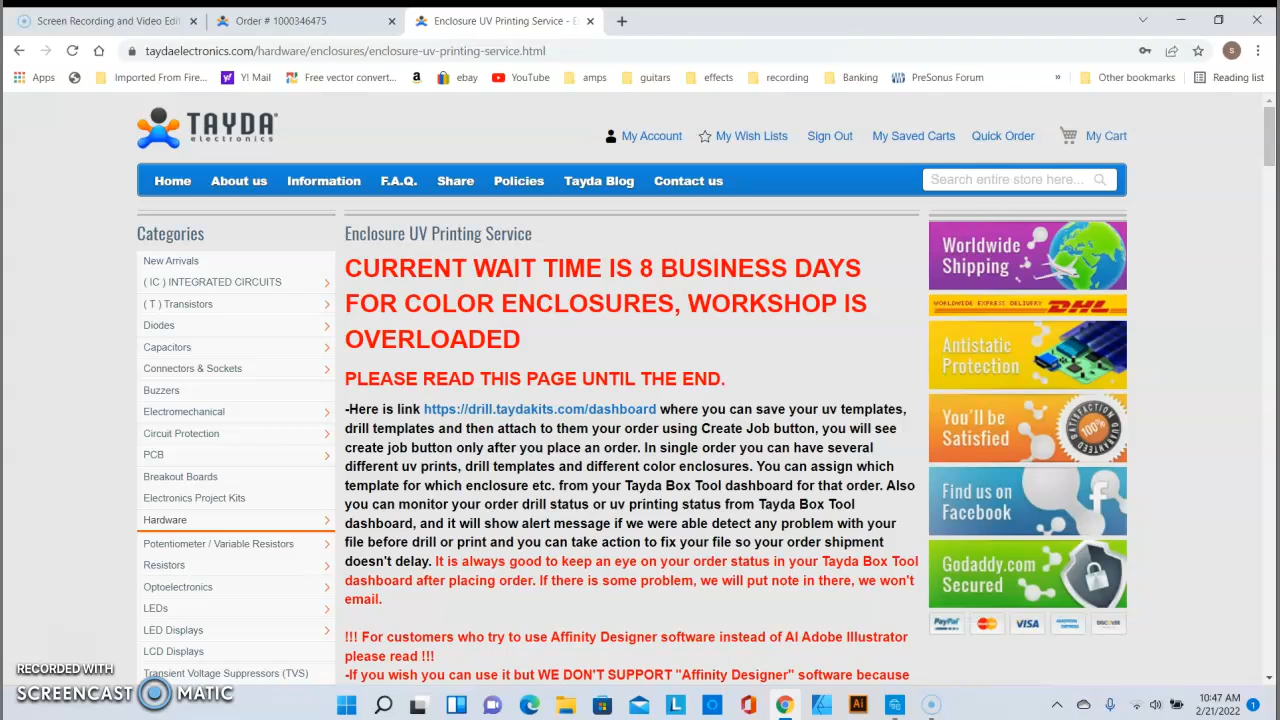 Screen Recording and Video Edi
Order # 1000346475
Enclosure UV Printing Service - E
taydaelectronics.com/hardware/enclosures/enclosure-uv-printing-service.html
S
Apps
Imported From Fire...
Y! Mail
Free vector convert...
ebay
YouTube
amps
guitars
effects
recording
Banking
PreSonus Forum
»
Other bookmarks
Reading list
TAYDA
electronics
My Account
My Wish Lists
Sign Out
My Saved Carts
Quick Order
My Cart
Home
About us
Information
F.A.Q.
Share
Policies
Tayda Blog
Contact us
Search entire store here...
Categories
New Arrivals
( IC ) INTEGRATED CIRCUITS
( T ) Transistors
Diodes
Capacitors
Connectors & Sockets
Buzzers
Electromechanical
Circuit Protection
PCB
Breakout Boards
Electronics Project Kits
Hardware
Potentiometer / Variable Resistors
Resistors
Optoelectronics
LEDs
LED Displays
LCD Displays
Transient Voltage Suppressors (TVS)
Enclosure UV Printing Service
CURRENT WAIT TIME IS 8 BUSINESS DAYS
FOR COLOR ENCLOSURES, WORKSHOP IS
OVERLOADED
PLEASE READ THIS PAGE UNTIL THE END.
-Here is link https://drill.taydakits.com/dashboard where you can save your uv templates,
drill templates and then attach to them your order using Create Job button, you will see
create job button only after you place an order. In single order you can have several
different uv prints, drill templates and different color enclosures. You can assign which
template for which enclosure etc. from your Tayda Box Tool dashboard for that order. Also
you can monitor your order drill status or uv printing status from Tayda Box Tool
dashboard, and it will show alert message if we were able detect any problem with your
file before drill or print and you can take action to fix your file so your order shipment
doesn't delay. It is always good to keep an eye on your order status in your Tayda Box Tool
dashboard after placing order. If there is some problem, we will put note in there, we won't
email.
!!! For customers who try to use Affinity Designer software instead of AI Adobe Illustrator
please read !!!
-If you wish you can use it but WE DON'T SUPPORT "Affinity Designer" software because
Worldwide
Shipping
WORLDWIDE EXPRESS DELIVERY DHL
Antistatic
Protection
You'll be
Satisfied
SATISFACTION
100%
GUARANTEED
Find us on
Facebook
Godaddy.com
Secured
PayPal
MasterCard
VISA
AMERICAN EXPRESS
DISCOVER
RECORDED WITH
SCREENCAST MATIC
L
Ai
10:47 AM
2/21/2022
1